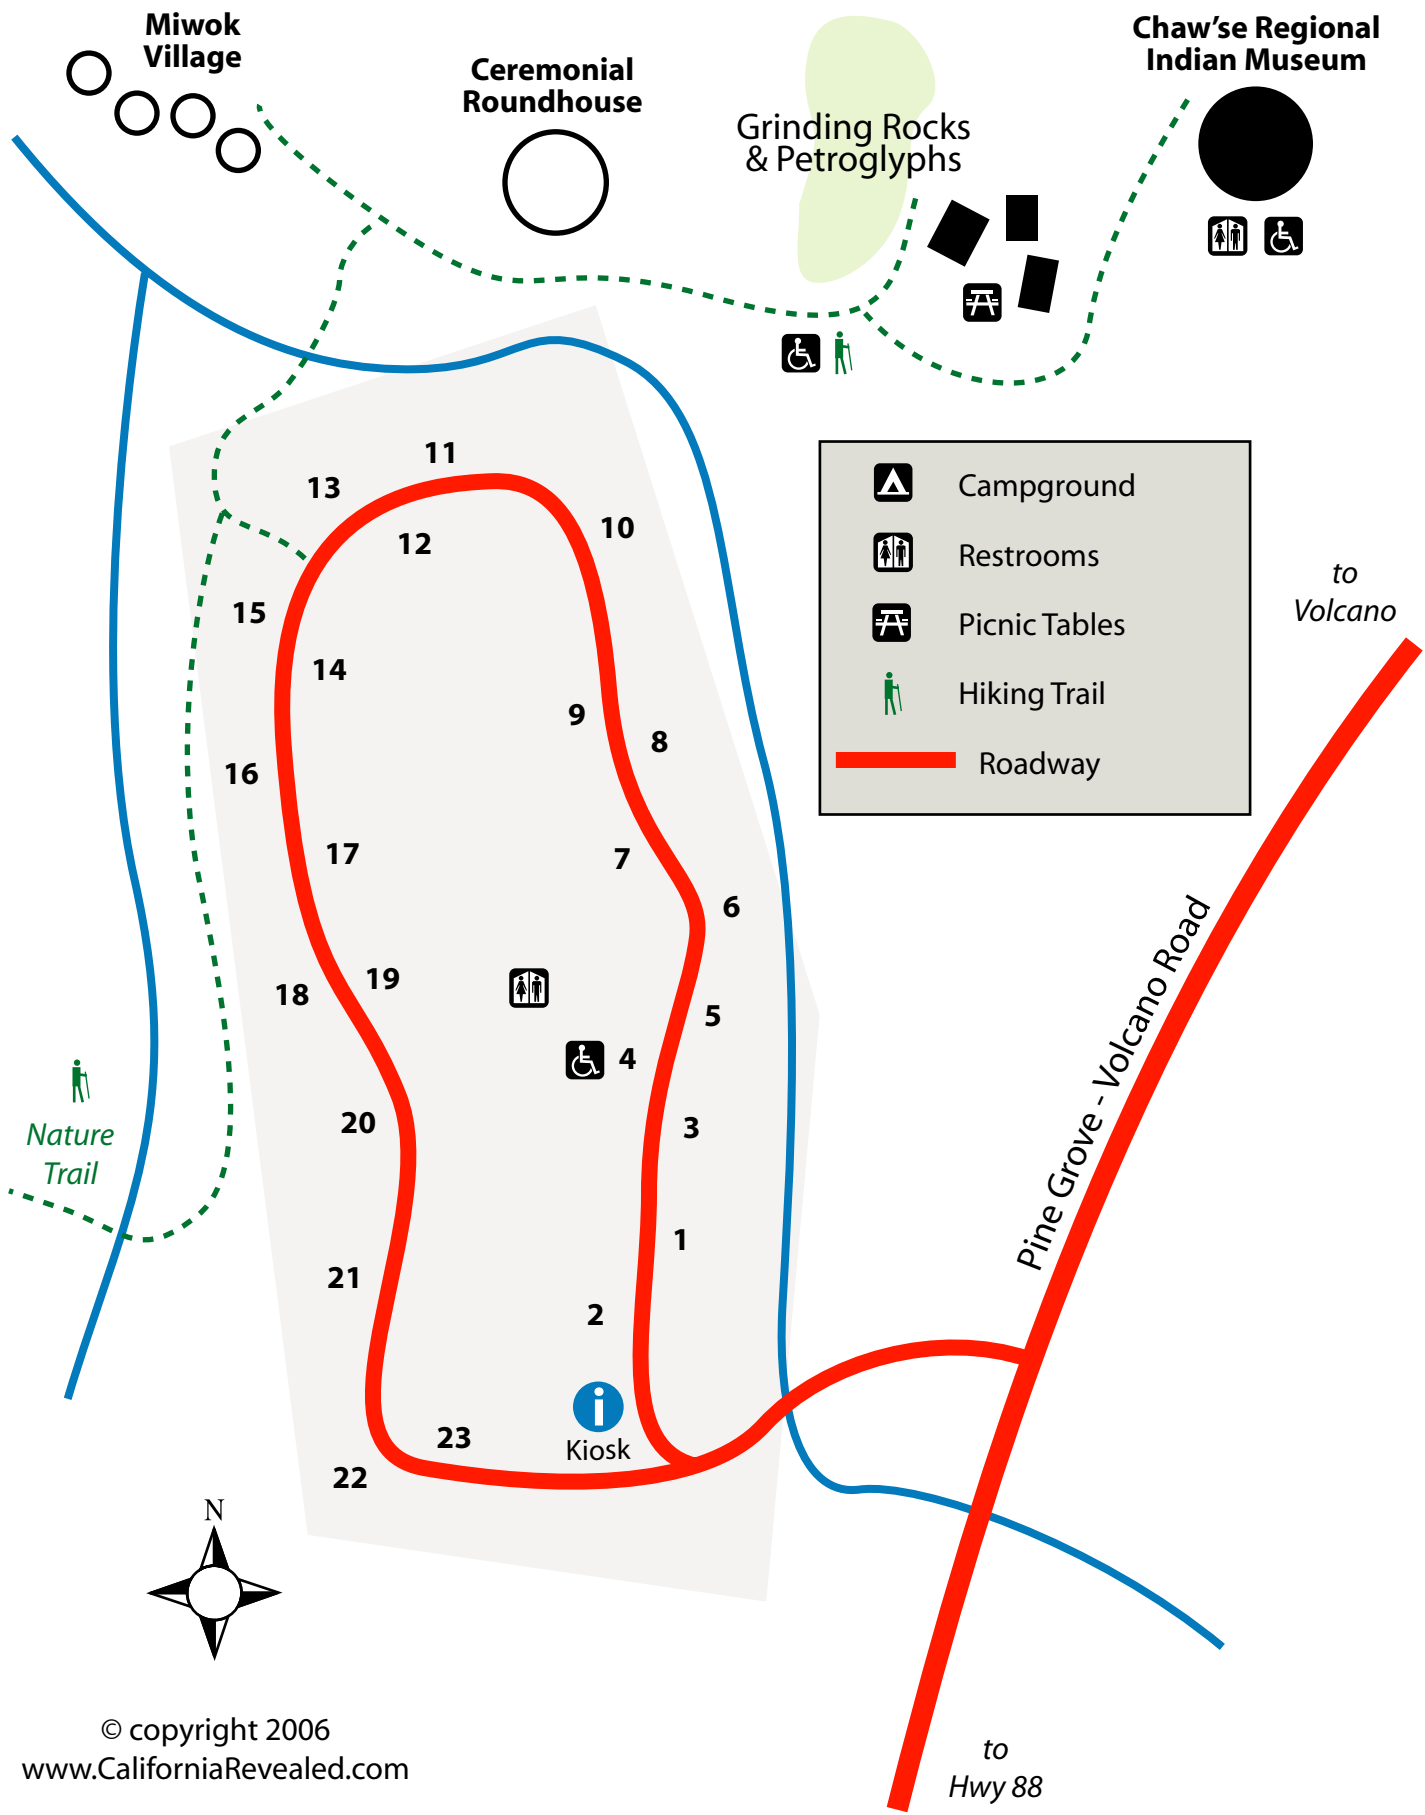 Miwok
Village
Ceremonial
Roundhouse
Grinding Rocks
& Petroglyphs
Chaw'se Regional
Indian Museum
Campground
Restrooms
Picnic Tables
Hiking Trail
Roadway
to
Volcano
11
13
12
10
15
14
9
8
16
17
7
6
19
18
5
4
20
3
Nature
Trail
1
21
2
Pine Grove - Volcano Road
Kiosk
23
22
N
© copyright 2006
www.CaliforniaRevealed.com
to
Hwy 88